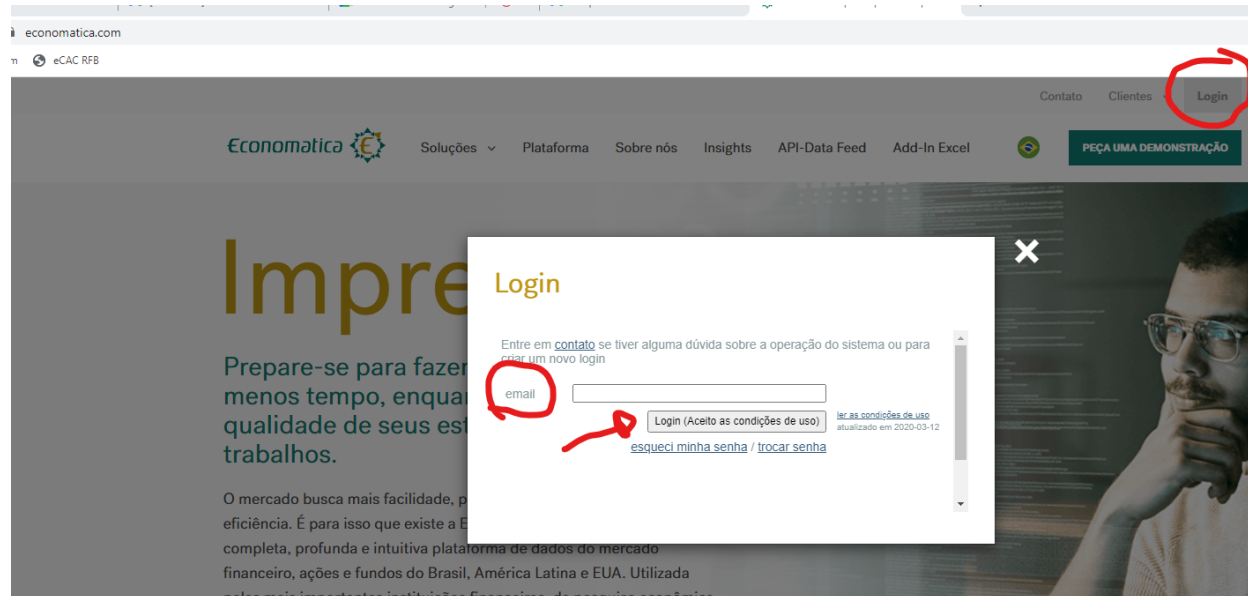 economatica.com
eCAC RFB
Contato Clientes Login
Economatica Soluções Plataforma Sobre nós Insights API-Data Feed Add-In Excel PEÇA UMA DEMONSTRAÇÃO
Impre
Login
Entre em contato se tiver alguma dúvida sobre a operação do sistema ou para
criar um novo login
email
Login (Aceito as condições de uso) ler as condições de uso
atualizado em 2020-03-12
esqueci minha senha / trocar senha
Prepare-se para fazer
menos tempo, enquan
qualidade de seus est
trabalhos.
O mercado busca mais facilidade, p
eficiência. É para isso que existe a E
completa, profunda e intuitiva plataforma de dados do mercado
financeiro, ações e fundos do Brasil, América Latina e EUA. Utilizada